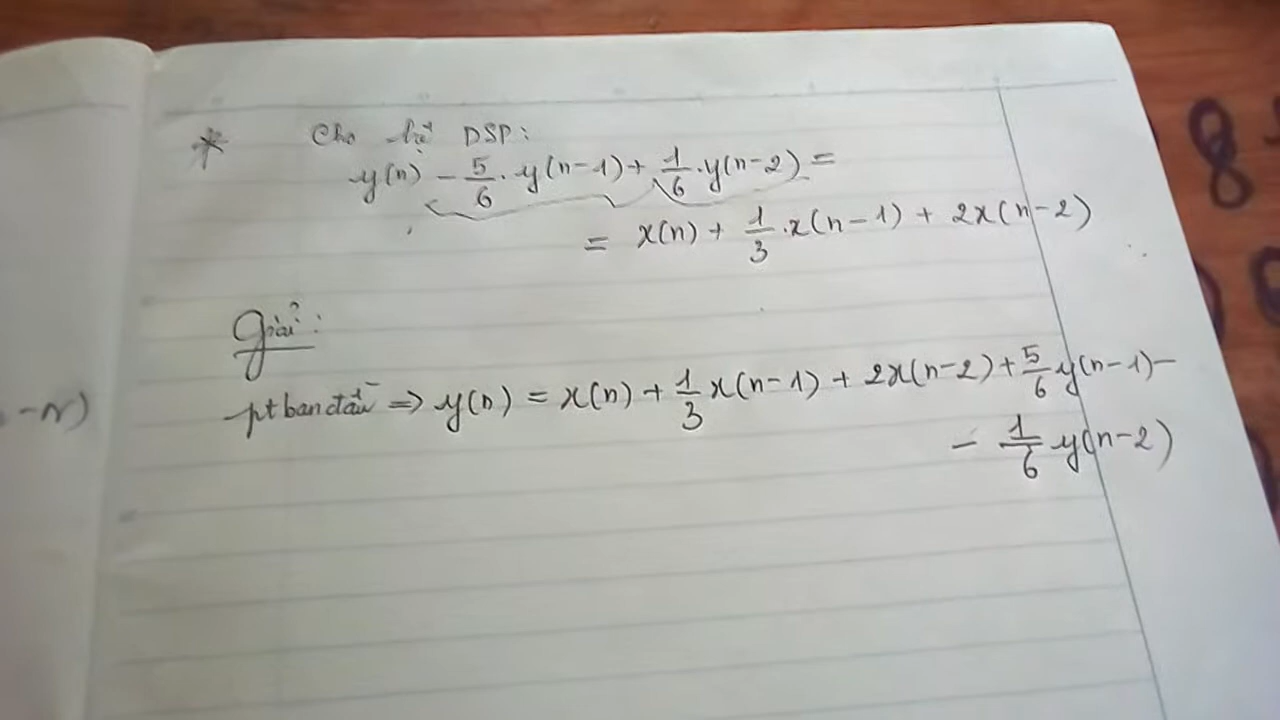 * Cho hệ DSP:
y(n) - 5/6 . y(n-1) + 1/6 . y(n-2) =
= x(n) + 1/3 . x(n-1) + 2x(n-2)
Giải:
pt ban đầu => y(n) = x(n) + 1/3 x(n-1) + 2x(n-2) + 5/6 y(n-1) -
- 1/6 y(n-2)
-N)
8